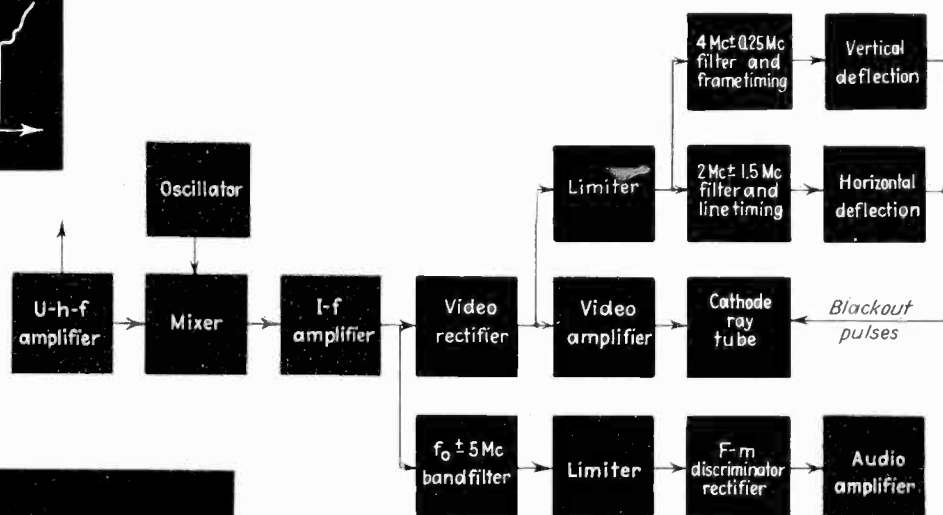 4 Mc ± 0.25 Mc
filter and
frame timing
Vertical
deflection
Oscillator
Limiter
2 Mc ± 1.5 Mc
filter and
line timing
Horizontal
deflection
U-h-f
amplifier
Mixer
I-f
amplifier
Video
rectifier
Video
amplifier
Cathode
ray
tube
Blackout
pulses
f₀ ± 5 Mc
bandfilter
Limiter
F-m
discriminator
rectifier
Audio
amplifier